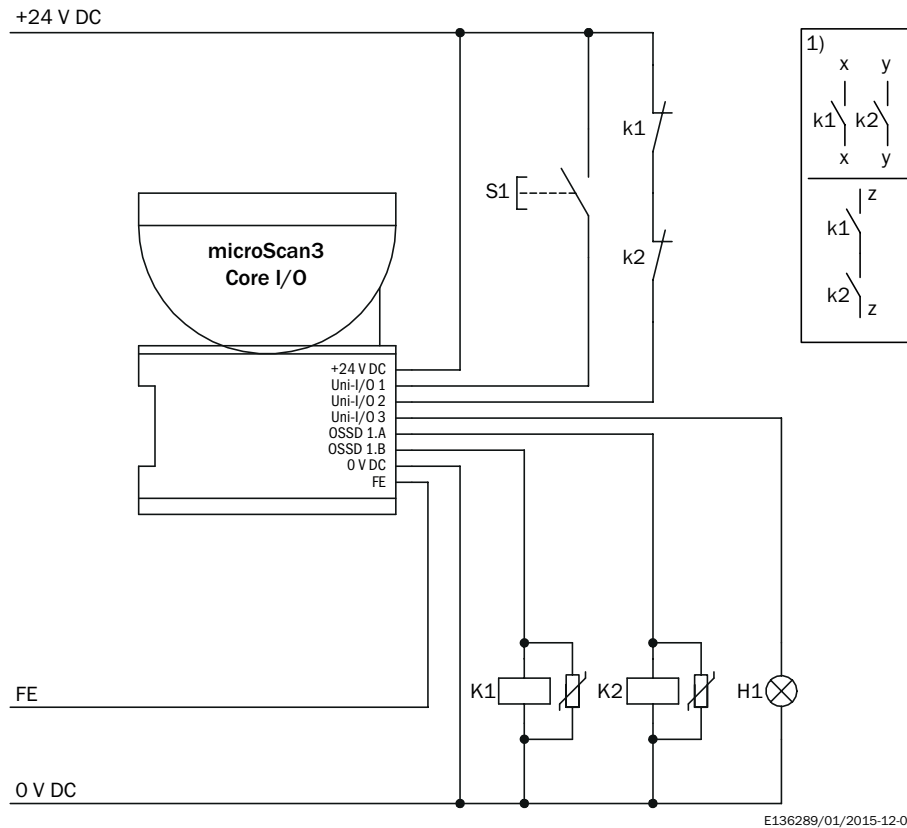 +24 V DC
1)
x y
k1 k2
x y
z
k1
k2
z
k1
S1
k2
microScan3
Core I/O
+24 V DC
Uni-I/O 1
Uni-I/O 2
Uni-I/O 3
OSSD 1.A
OSSD 1.B
0 V DC
FE
K1
K2
H1
FE
0 V DC
E136289/01/2015-12-0